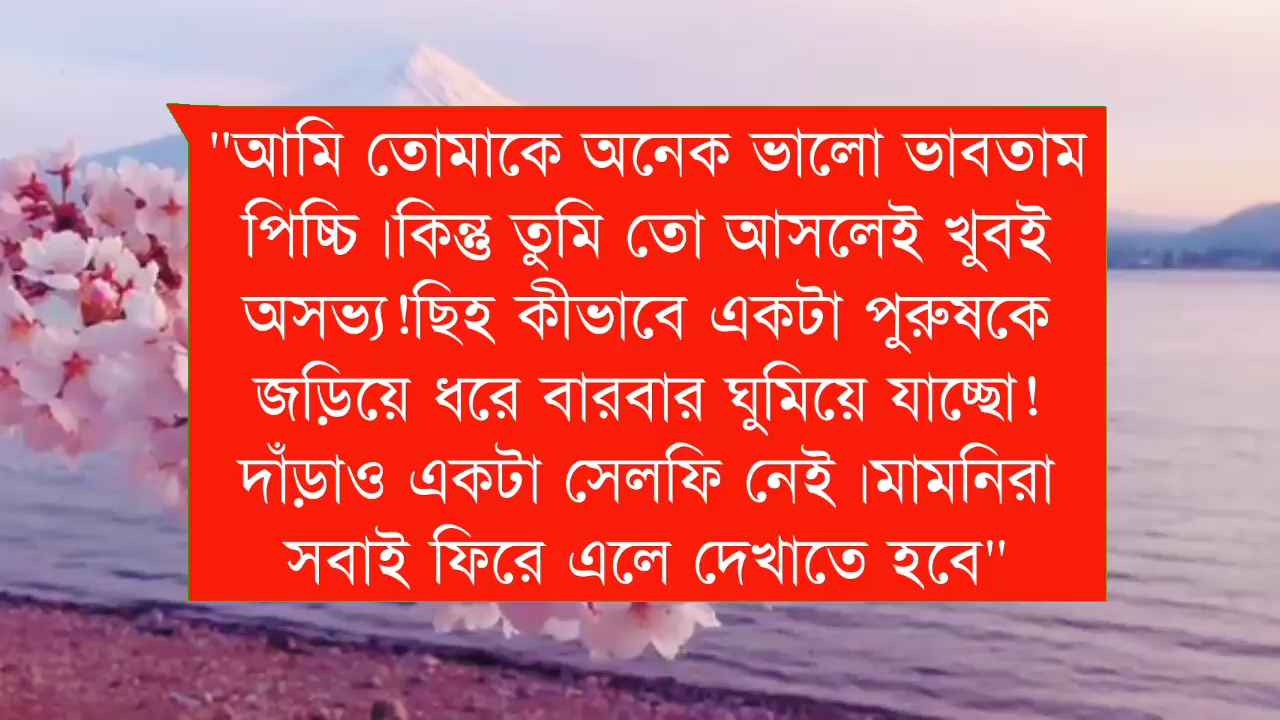 "আমি তোমাকে অনেক ভালো ভাবতাম
পিচ্চি।কিন্তু তুমি তো আসলেই খুবই
অসভ্য!ছিহ কীভাবে একটা পুরুষকে
জড়িয়ে ধরে বারবার ঘুমিয়ে যাচ্ছো!
দাঁড়াও একটা সেলফি নেই।মামনিরা
সবাই ফিরে এলে দেখাতে হবে"